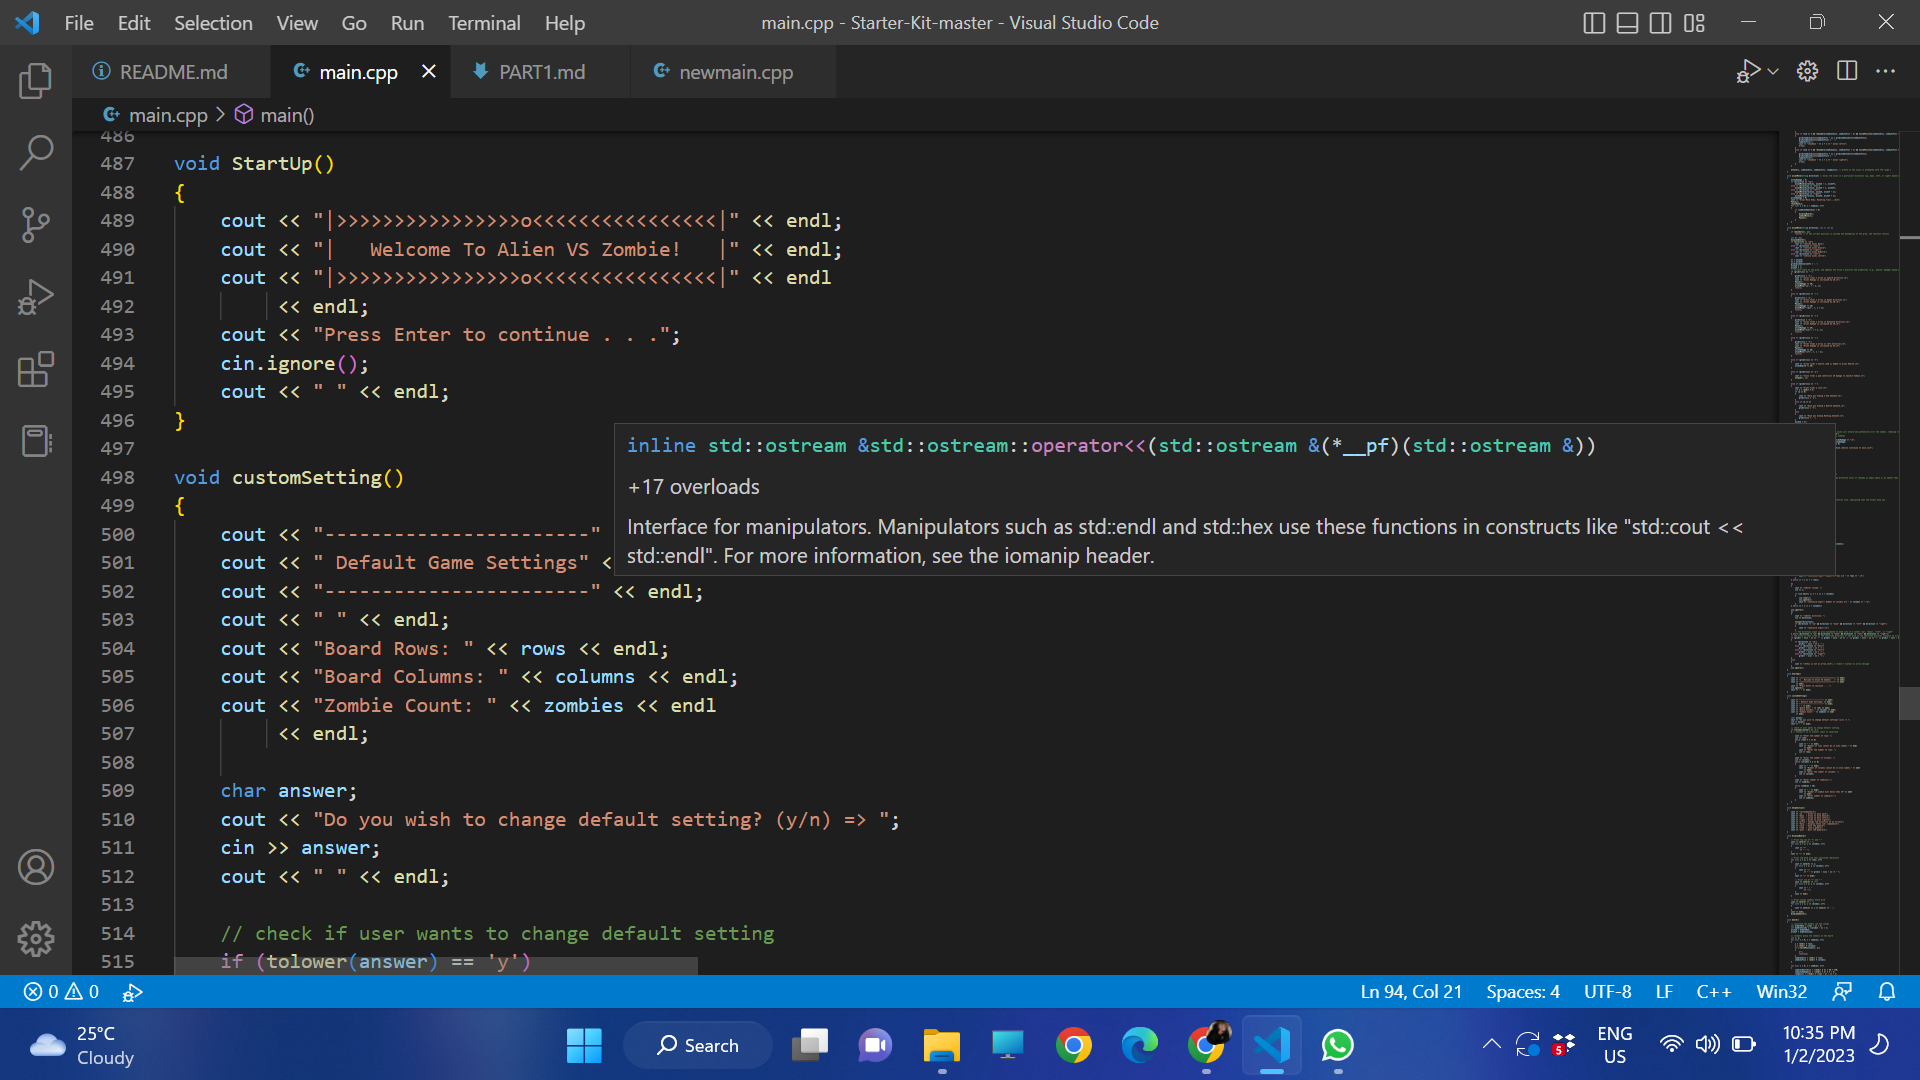 File Edit Selection View Go Run Terminal Help
main.cpp - Starter-Kit-master - Visual Studio Code
README.md
main.cpp
PART1.md
newmain.cpp
main.cpp > main()
486
487 void StartUp()
488 {
489 cout << "|>>>>>>>>>>>>>>>>o<<<<<<<<<<<<<<<<|" << endl;
490 cout << "|   Welcome To Alien VS Zombie!   |" << endl;
491 cout << "|>>>>>>>>>>>>>>>>o<<<<<<<<<<<<<<<<|" << endl
492 << endl;
493 cout << "Press Enter to continue . . .";
494 cin.ignore();
495 cout << " " << endl;
496 }
497
498 void customSetting()
499 {
500 cout << "-----------------------"
501 cout << " Default Game Settings" <
502 cout << "-----------------------" << endl;
503 cout << " " << endl;
504 cout << "Board Rows: " << rows << endl;
505 cout << "Board Columns: " << columns << endl;
506 cout << "Zombie Count: " << zombies << endl
507 << endl;
508
509 char answer;
510 cout << "Do you wish to change default setting? (y/n) => ";
511 cin >> answer;
512 cout << " " << endl;
513
514 // check if user wants to change default setting
515 if (tolower(answer) == 'y')
inline std::ostream &std::ostream::operator<<(std::ostream &(*__pf)(std::ostream &))
+17 overloads
Interface for manipulators. Manipulators such as std::endl and std::hex use these functions in constructs like "std::cout <<
std::endl". For more information, see the iomanip header.
0 0
Ln 94, Col 21 Spaces: 4 UTF-8 LF C++ Win32
25°C
Cloudy
Search
5
ENG
US
10:35 PM
1/2/2023